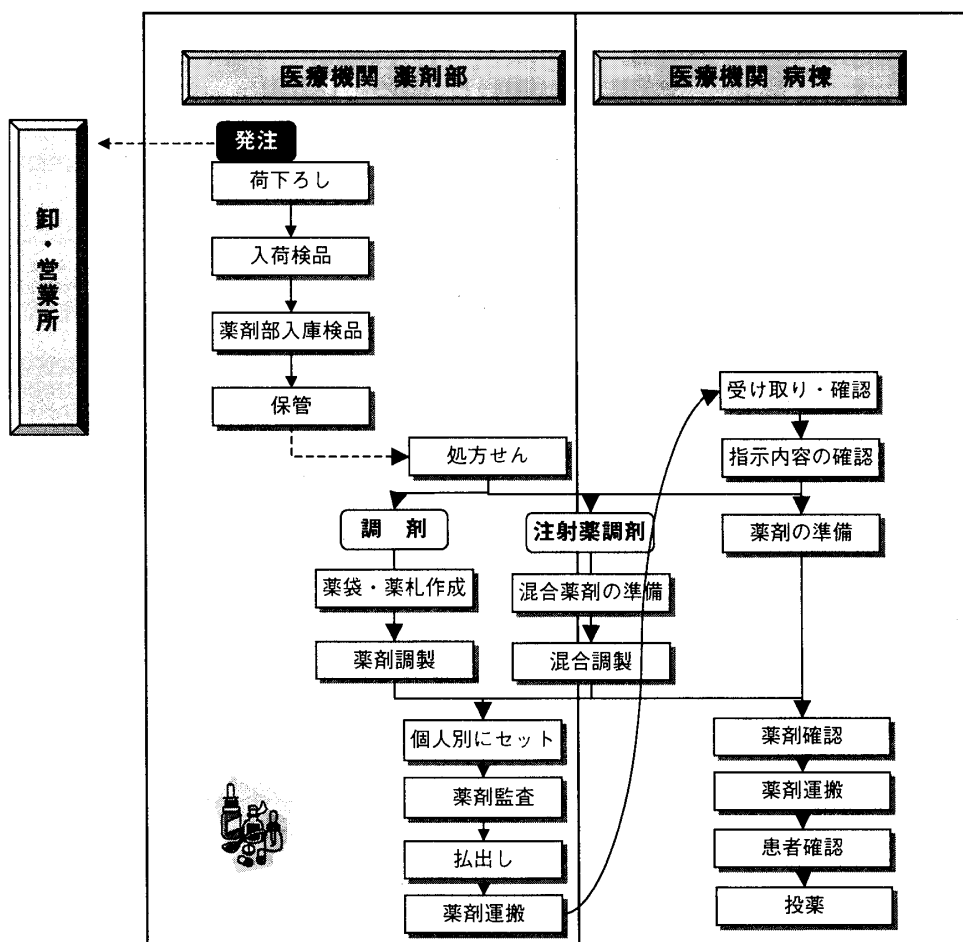 医療機関 薬剤部
医療機関 病棟
卸・営業所
発注
荷下ろし
入荷検品
薬剤部入庫検品
保管
処方せん
調 剤
薬袋・薬札作成
薬剤調製
注射薬調剤
混合薬剤の準備
混合調製
個人別にセット
薬剤監査
払出し
薬剤運搬
受け取り・確認
指示内容の確認
薬剤の準備
薬剤確認
薬剤運搬
患者確認
投薬